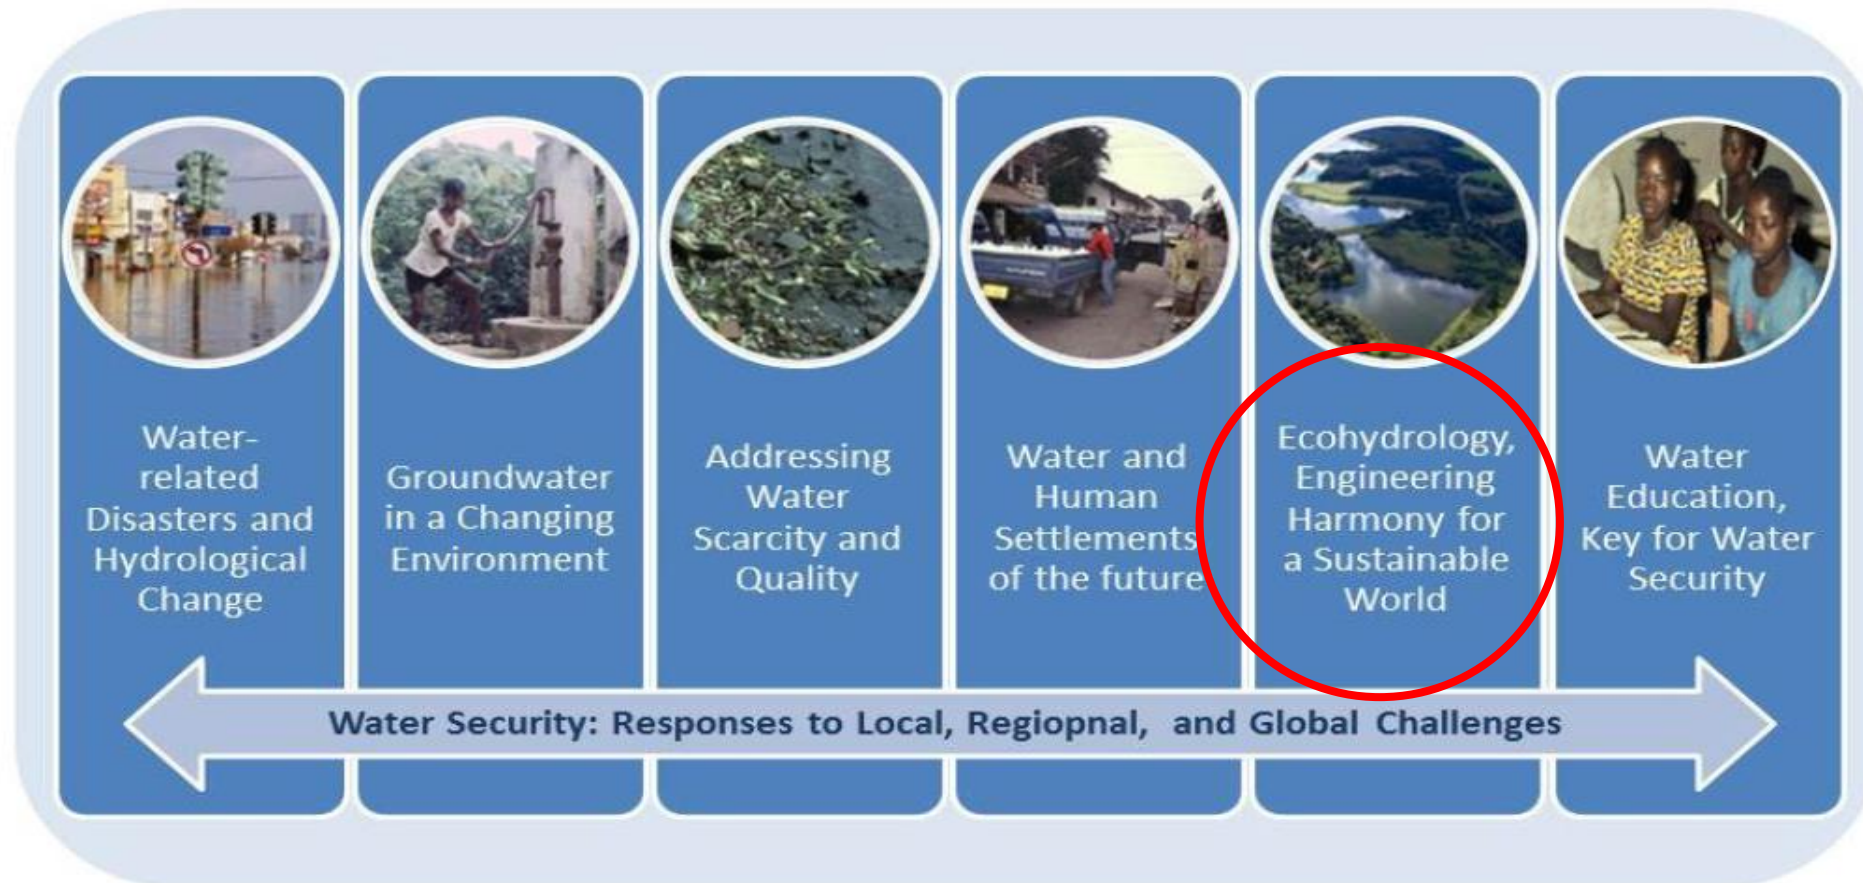 Water-
related
Disasters and
Hydrological
Change
Groundwater
in a Changing
Environment
Addressing
Water
Scarcity and
Quality
Water and
Human
Settlements
of the future
Ecohydrology,
Engineering
Harmony for
a Sustainable
World
Water
Education,
Key for Water
Security
Water Security: Responses to Local, Regiopnal, and Global Challenges